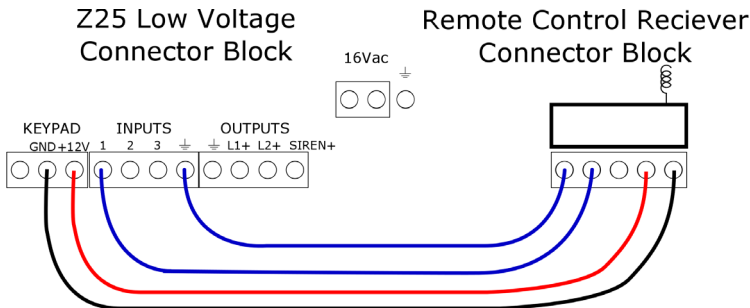 Z25 Low Voltage
Connector Block
Remote Control Reciever
Connector Block
16Vac
KEYPAD INPUTS OUTPUTS
GND +12V 1 2 3 L1+ L2+ SIREN+